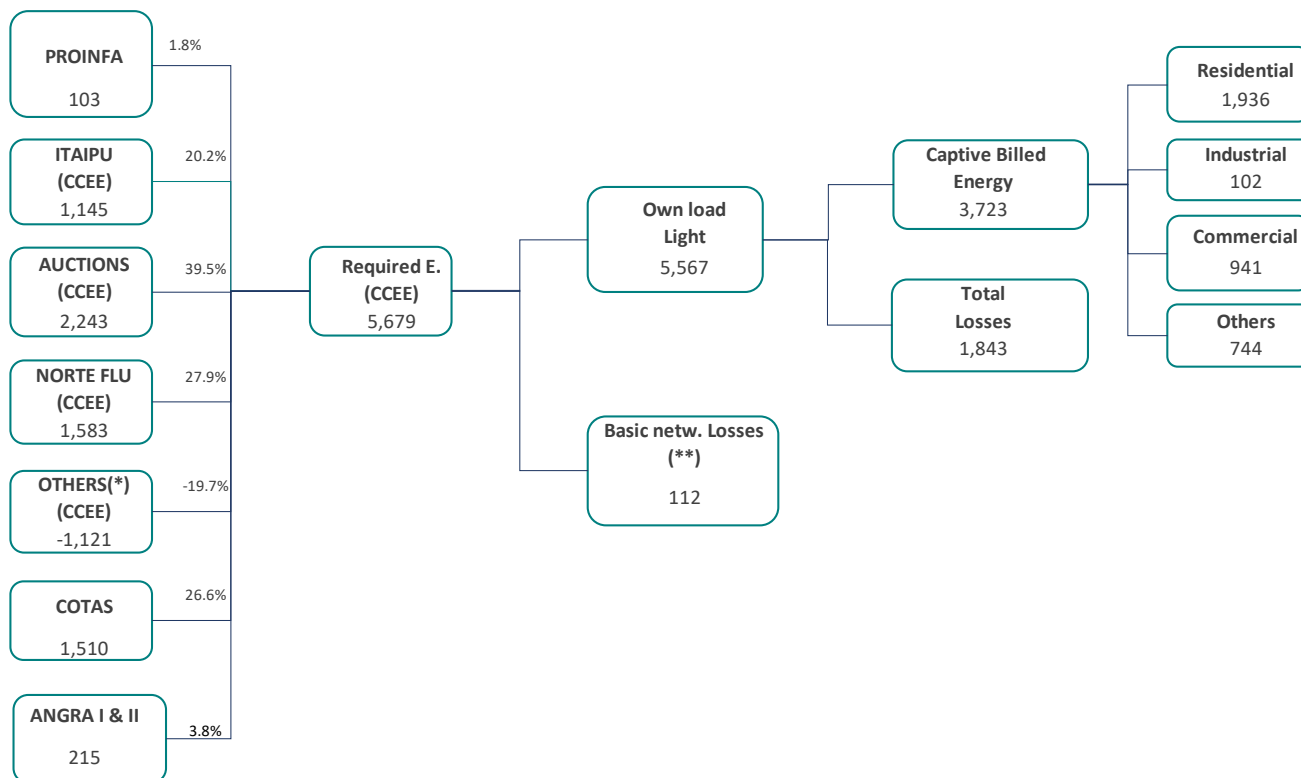 PROINFA
103
1.8%
ITAIPU
(CCEE)
1,145
20.2%
AUCTIONS
(CCEE)
2,243
39.5%
NORTE FLU
(CCEE)
1,583
27.9%
OTHERS(*)
(CCEE)
-1,121
-19.7%
COTAS
1,510
26.6%
ANGRA I & II
215
3.8%
Required E.
(CCEE)
5,679
Own load
Light
5,567
Basic netw. Losses
(**)
112
Captive Billed
Energy
3,723
Total
Losses
1,843
Residential
1,936
Industrial
102
Commercial
941
Others
744